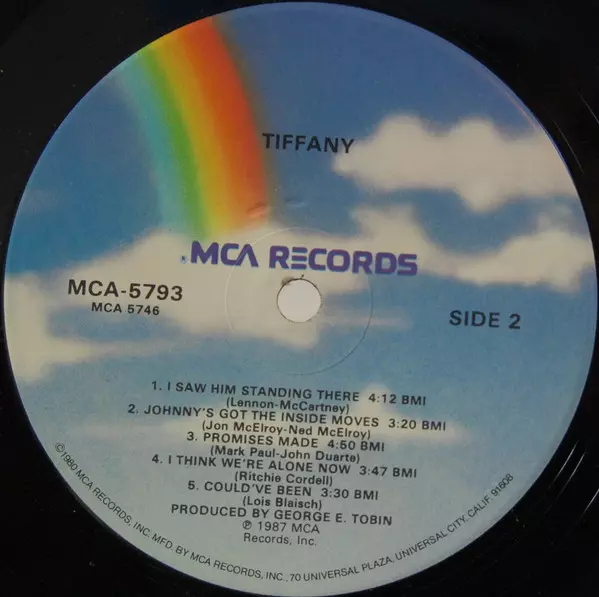 TIFFANY
MCA RECORDS
MCA-5793
MCA 5746
SIDE 2
1. I SAW HIM STANDING THERE 4:12 BMI
(Lennon-McCartney)
2. JOHNNY'S GOT THE INSIDE MOVES 3:20 BMI
(Jon McElroy-Ned McElroy)
3. PROMISES MADE 4:50 BMI
(Mark Paul-John Duarte)
4. I THINK WE'RE ALONE NOW 3:47 BMI
(Ritchie Cordell)
5. COULD'VE BEEN 3:30 BMI
(Lois Blaisch)
PRODUCED BY GEORGE E. TOBIN
℗ 1987 MCA
Records, Inc.
©1980 MCA RECORDS, INC. MFD. BY MCA RECORDS, INC., 70 UNIVERSAL PLAZA, UNIVERSAL CITY, CALIF. 91608